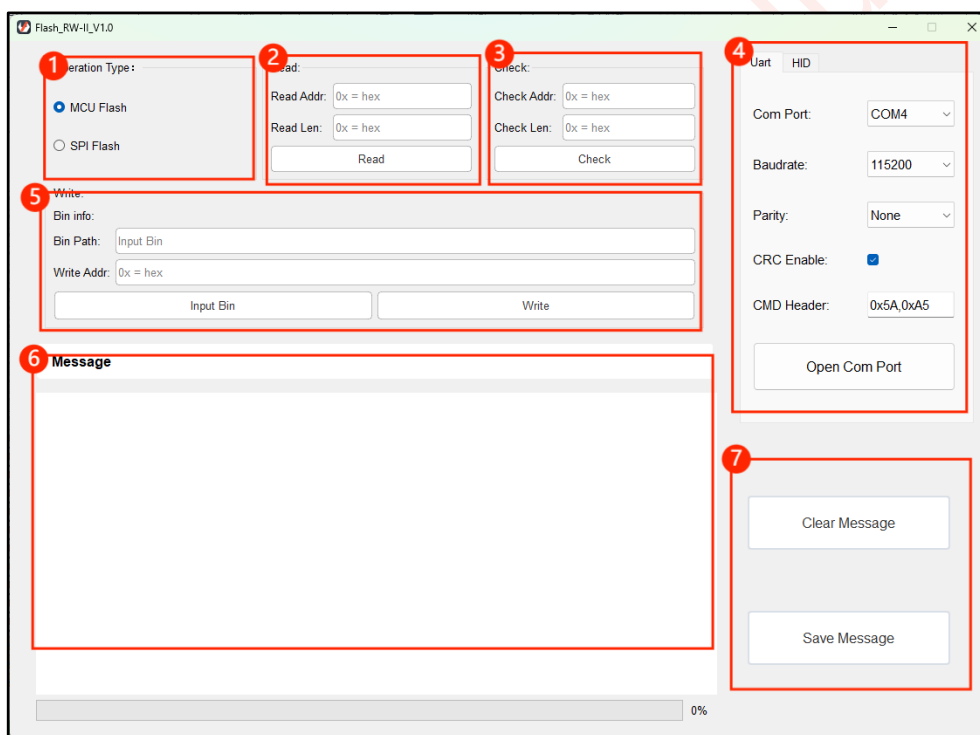 Flash_RW-II_V1.0
1
eration Type：
MCU Flash
SPI Flash
2
ead:
Read Addr: 0x = hex
Read Len: 0x = hex
Read
3
Check:
Check Addr: 0x = hex
Check Len: 0x = hex
Check
4
Uart HID
Com Port: COM4
Baudrate: 115200
Parity: None
CRC Enable:
CMD Header: 0x5A,0xA5
Open Com Port
5
Write:
Bin info:
Bin Path: Input Bin
Write Addr: 0x = hex
Input Bin Write
6
Message
7
Clear Message
Save Message
0%